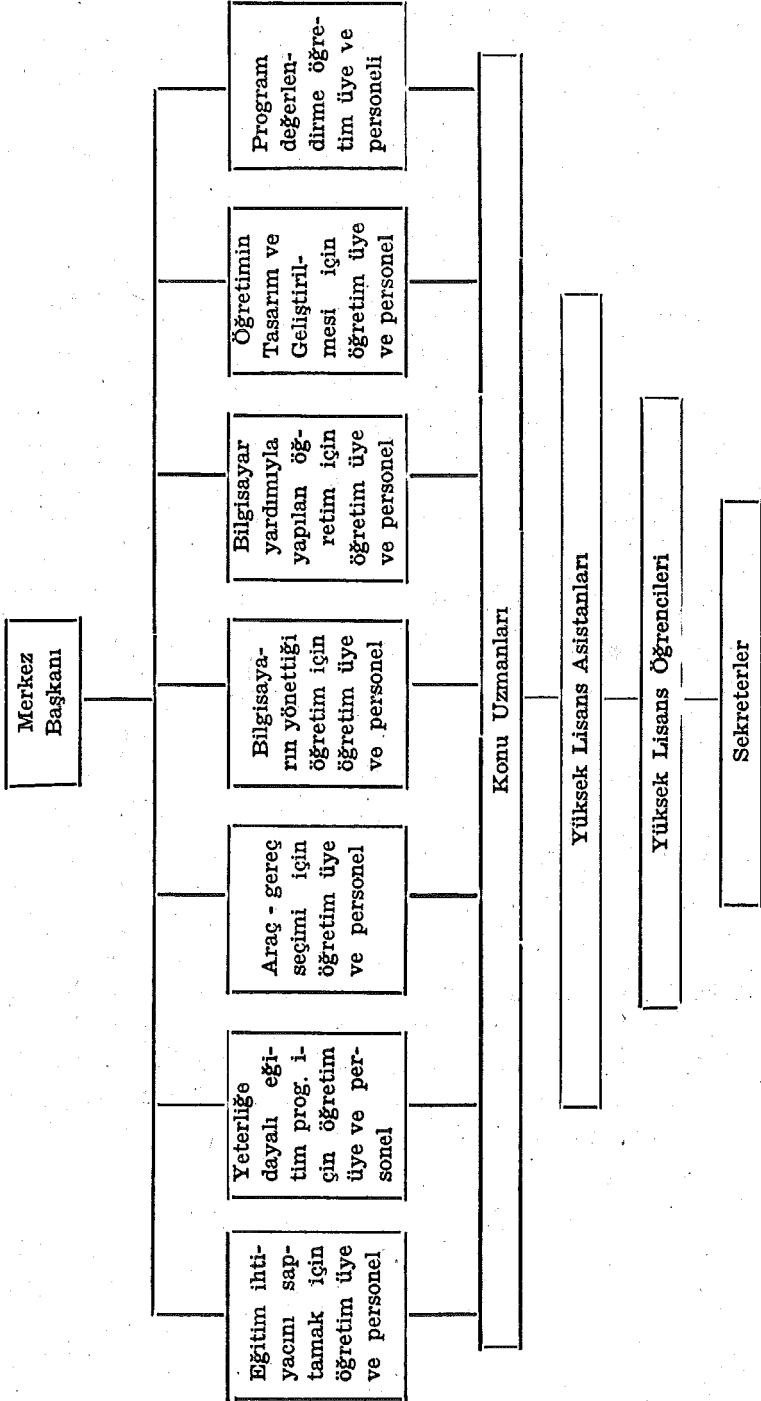 Merkez
Başkanı
Eğitim ihti-
yacını sap-
tamak için
öğretim üye
ve personel
Yeterliğe
dayalı eği-
tim prog. i-
çin öğretim
üye ve per-
sonel
Araç - gereç
seçimi için
öğretim üye
ve personel
Bilgisaya-
rın yönettiği
öğretim için
öğretim üye
ve personel
Bilgisayar
yardımıyla
yapılan öğ-
retim için
öğretim üye
ve personel
Öğretimin
Tasarım ve
Geliştiril-
mesi için
öğretim üye
ve personel
Program
değerlen-
dirme öğre-
tim üye ve
personeli
Konu Uzmanları
Yüksek Lisans Asistanları
Yüksek Lisans Öğrencileri
Sekreterler